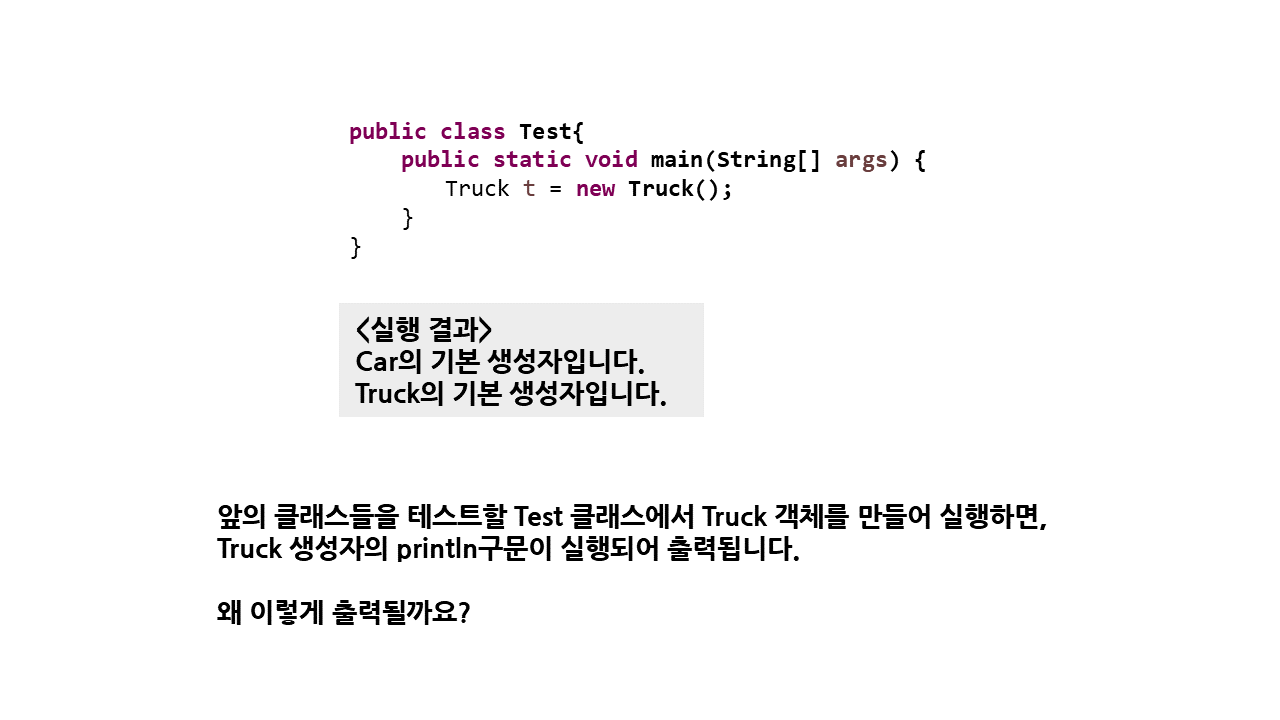 public class Test{
public static void main(String[] args) {
Truck t = new Truck();
}
}
<실행 결과>
Car의 기본 생성자입니다.
Truck의 기본 생성자입니다.
앞의 클래스들을 테스트할 Test 클래스에서 Truck 객체를 만들어 실행하면,
Truck 생성자의 println구문이 실행되어 출력됩니다.
왜 이렇게 출력될까요?